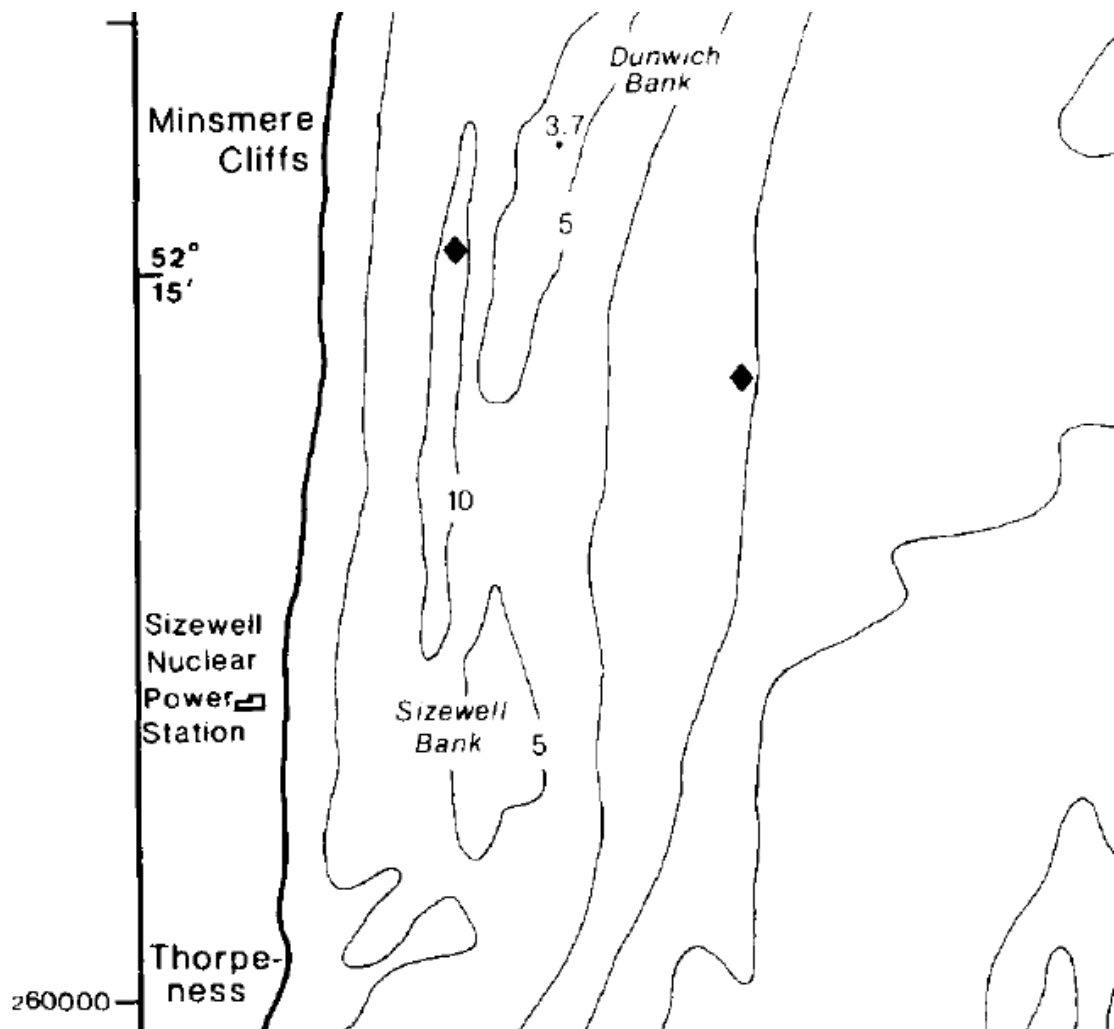 Dunwich
Bank
3.7
Minsmere
Cliffs
5
52°
15′
10
Sizewell
Nuclear
Power
Station
Sizewell
Bank
5
Thorpe-
ness
260000